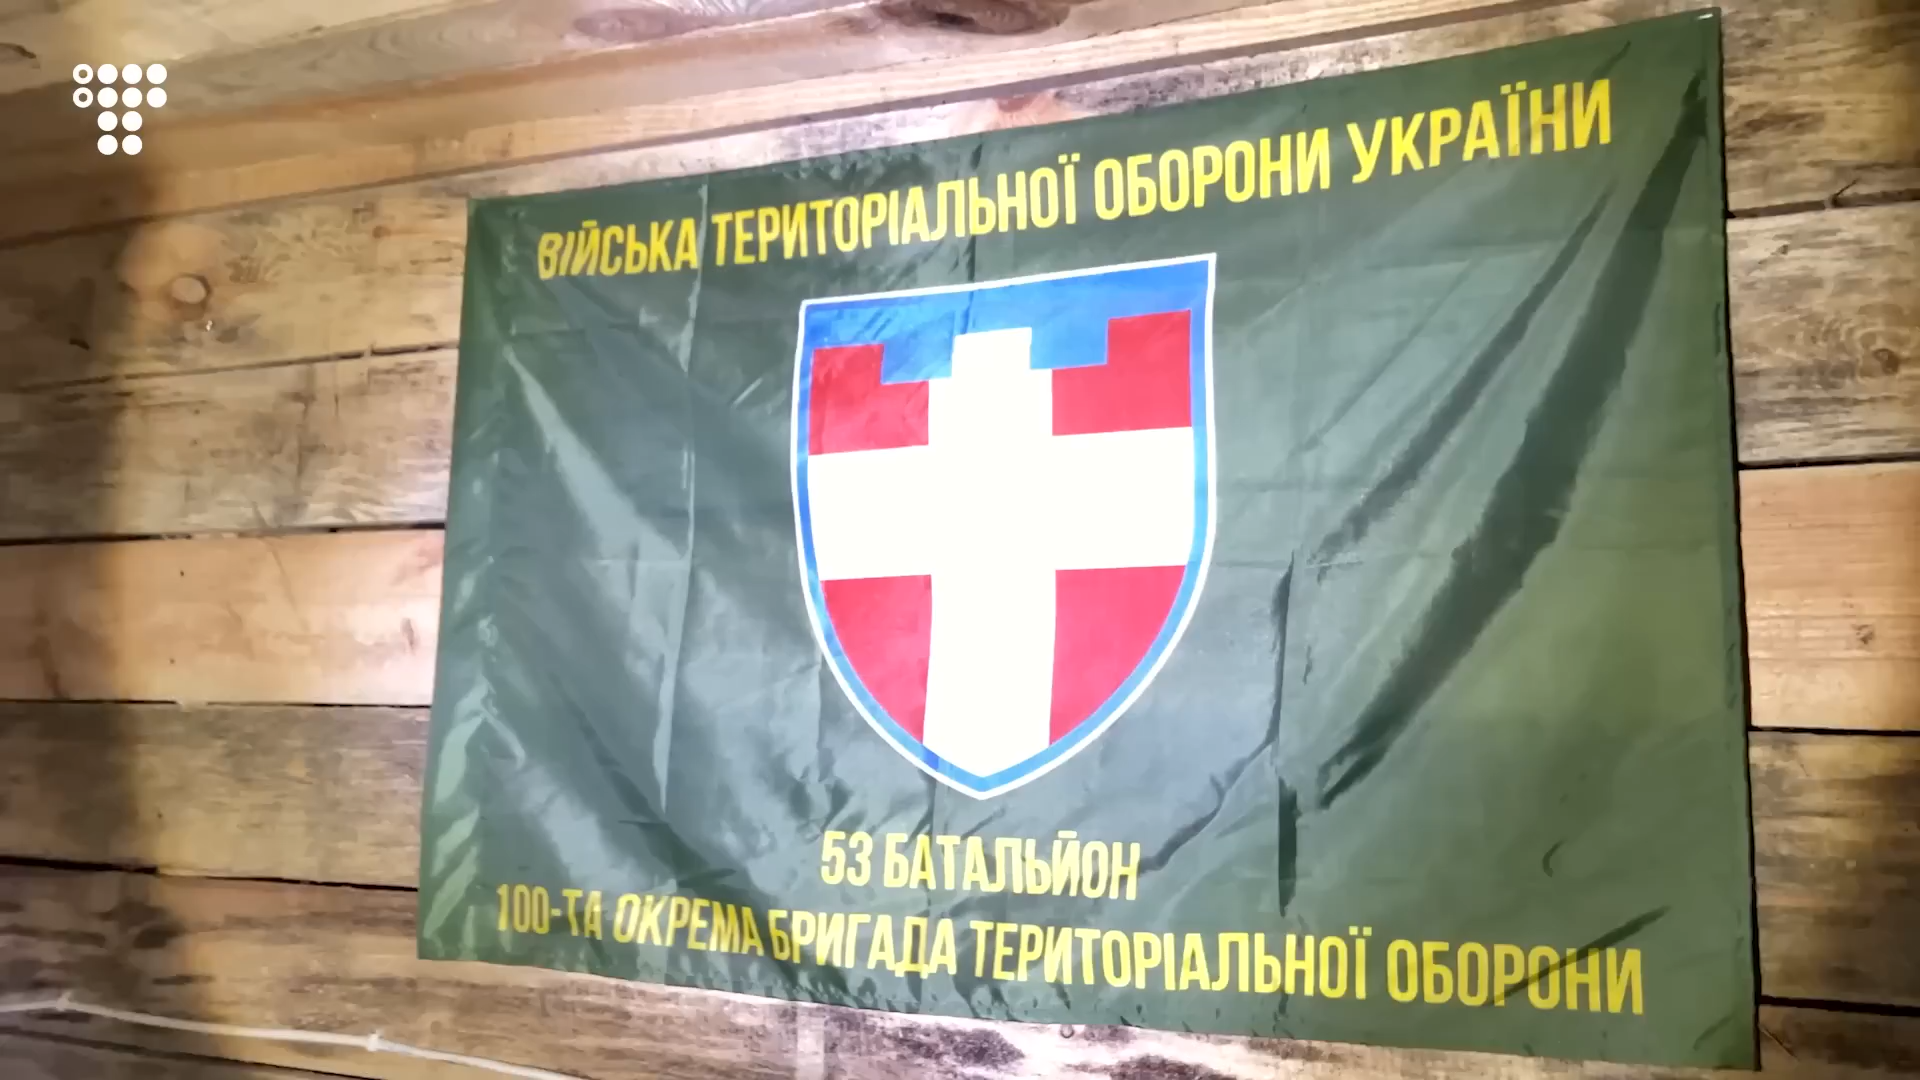 ВІЙСЬКА ТЕРИТОРІАЛЬНОЇ ОБОРОНИ УКРАЇНИ
53 БАТАЛЬЙОН
100-ТА ОКРЕМА БРИГАДА ТЕРИТОРІАЛЬНОЇ ОБОРОНИ